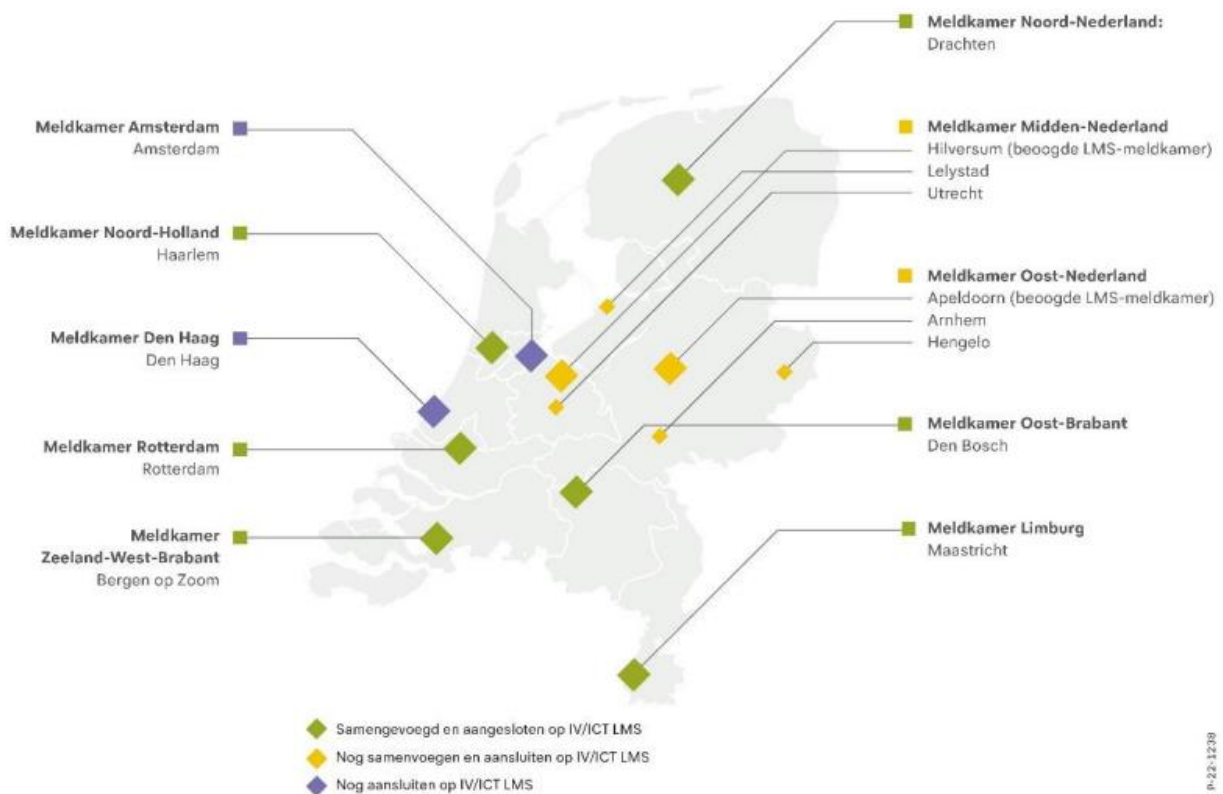 Meldkamer Amsterdam
Amsterdam
Meldkamer Noord-Holland
Haarlem
Meldkamer Den Haag
Den Haag
Meldkamer Rotterdam
Rotterdam
Meldkamer
Zeeland-West-Brabant
Bergen op Zoom
Meldkamer Noord-Nederland:
Drachten
Meldkamer Midden-Nederland
Hilversum (beoogde LMS-meldkamer)
Lelystad
Utrecht
Meldkamer Oost-Nederland
Apeldoorn (beoogde LMS-meldkamer)
Arnhem
Hengelo
Meldkamer Oost-Brabant
Den Bosch
Meldkamer Limburg
Maastricht
Samengevoegd en aangesloten op IV/ICT LMS
Nog samenvoegen en aansluiten op IV/ICT LMS
Nog aansluiten op IV/ICT LMS
P-22-1238